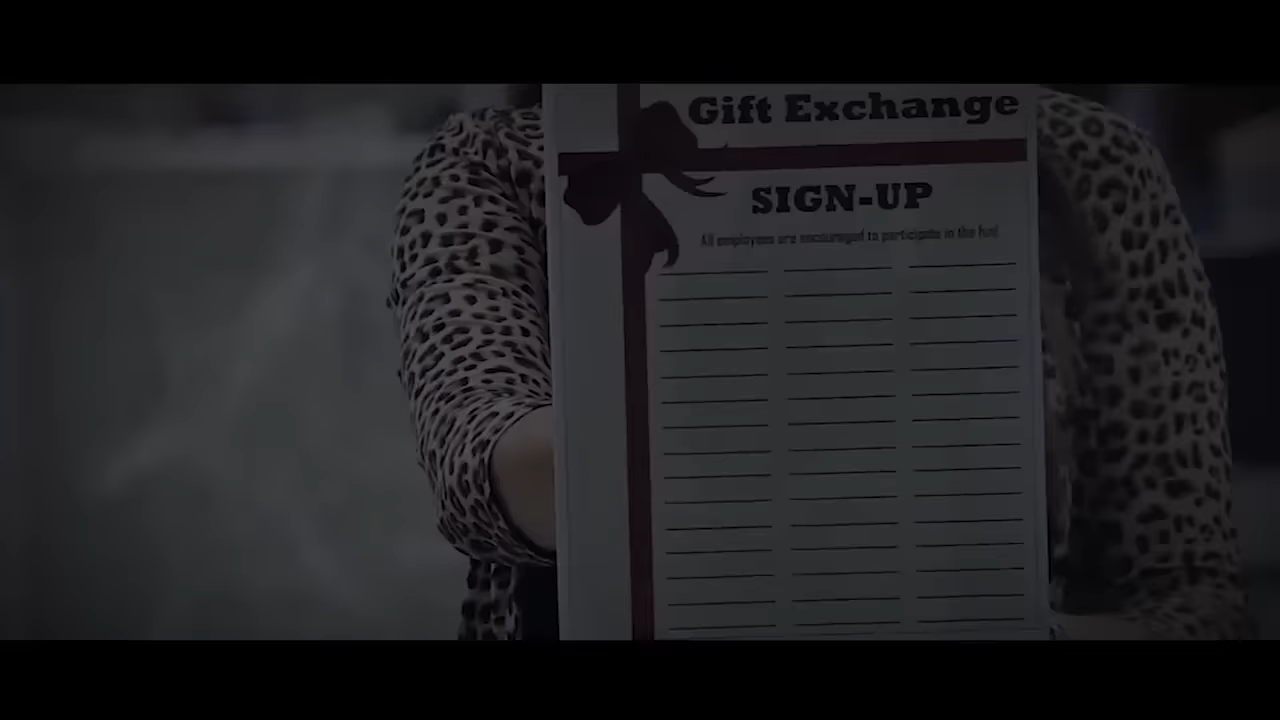 Gift Exchange
SIGN-UP
All employees are encouraged to participate in the fun!